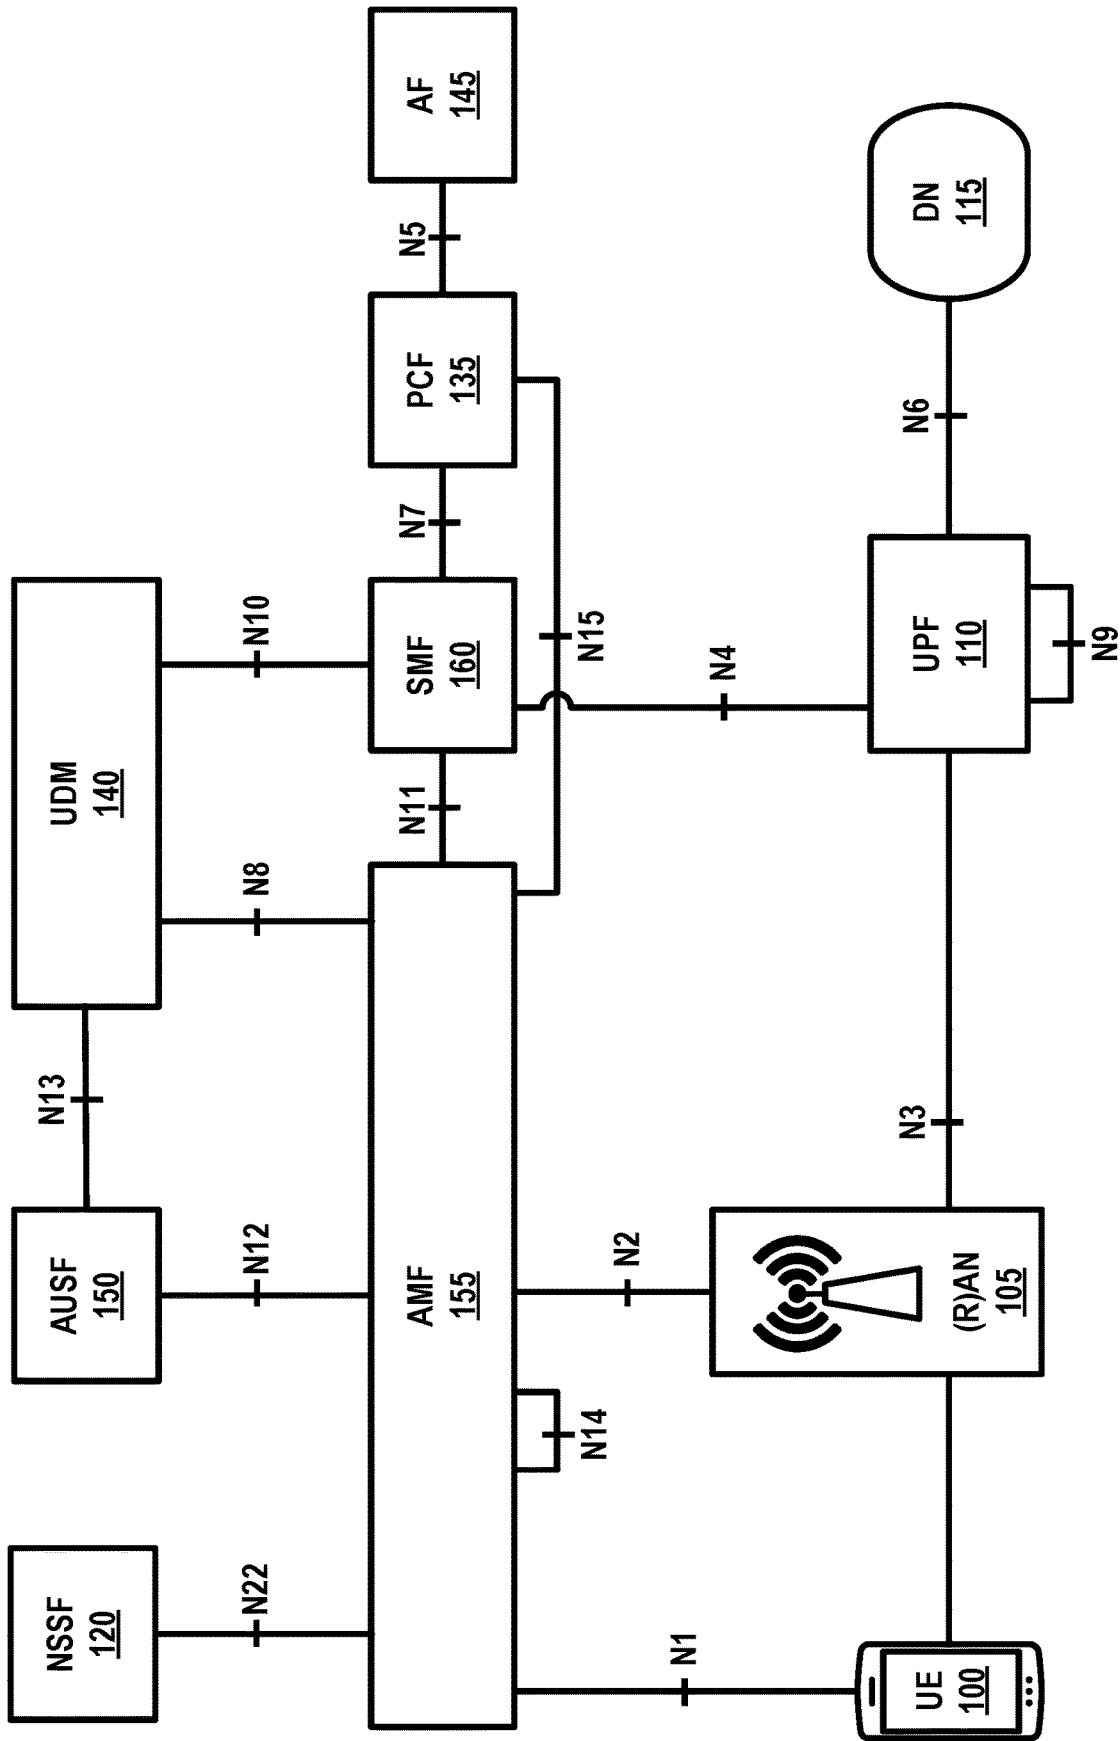 NSSF
120
AUSF
150
UDM
140
N13
N22
N12
N8
N10
AMF
155
N11
SMF
160
N7
PCF
135
N5
AF
145
N14
N15
N1
N2
N4
UE
100
(R)AN
105
N3
UPF
110
N6
DN
115
N9